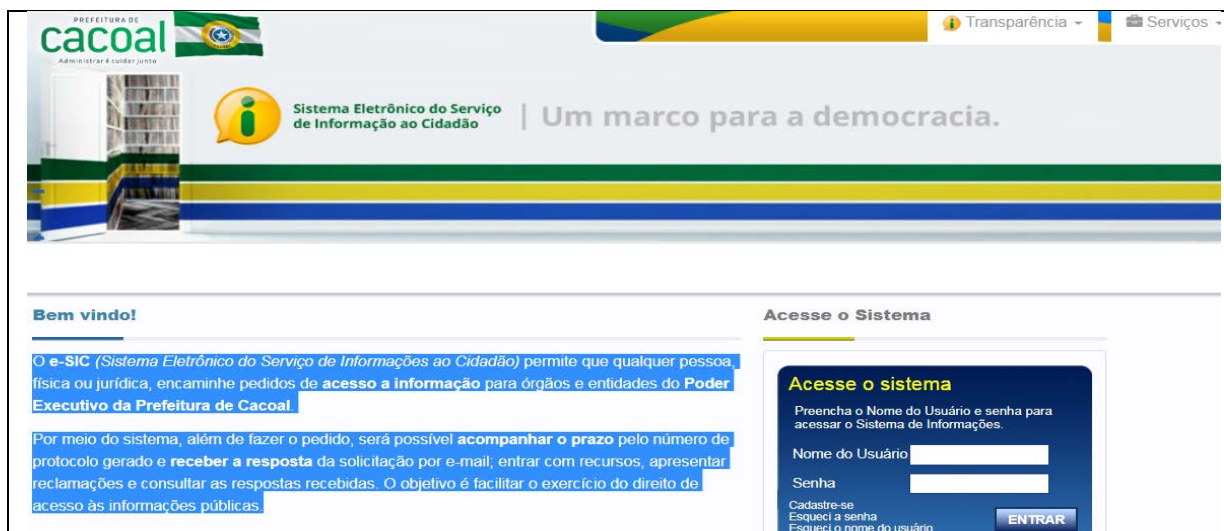 PREFEITURA DE
cacoal
Administrar é cuidar junto
Transparência
Serviços
Sistema Eletrônico do Serviço
de Informação ao Cidadão
Um marco para a democracia.
Bem vindo!
O e-SIC (Sistema Eletrônico do Serviço de Informações ao Cidadão) permite que qualquer pessoa,
física ou jurídica, encaminhe pedidos de acesso a informação para órgãos e entidades do Poder
Executivo da Prefeitura de Cacoal.
Por meio do sistema, além de fazer o pedido, será possível acompanhar o prazo pelo número de
protocolo gerado e receber a resposta da solicitação por e-mail; entrar com recursos, apresentar
reclamações e consultar as respostas recebidas. O objetivo é facilitar o exercício do direito de
acesso às informações públicas.
Acesse o Sistema
Acesse o sistema
Preencha o Nome do Usuário e senha para
acessar o Sistema de Informações.
Nome do Usuário
Senha
Cadastre-se
Esqueci a senha
Esqueci o nome do usuário
ENTRAR